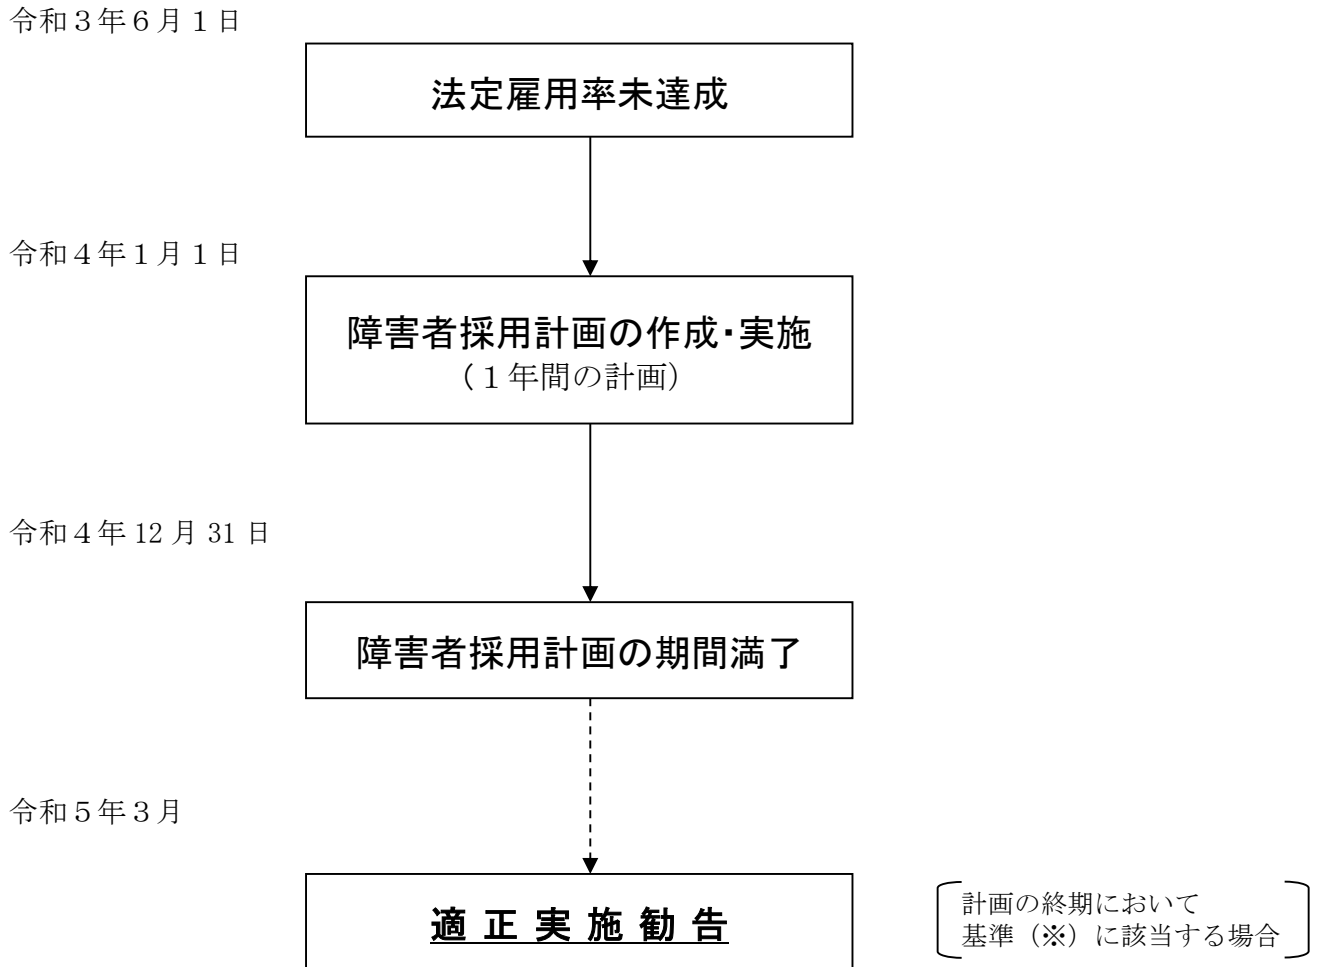 令和３年６月１日
法定雇用率未達成
令和４年１月１日
障害者採用計画の作成・実施
（１年間の計画）
令和４年 12 月 31 日
障害者採用計画の期間満了
令和５年３月
適 正 実 施 勧 告
計画の終期において
基準（※）に該当する場合